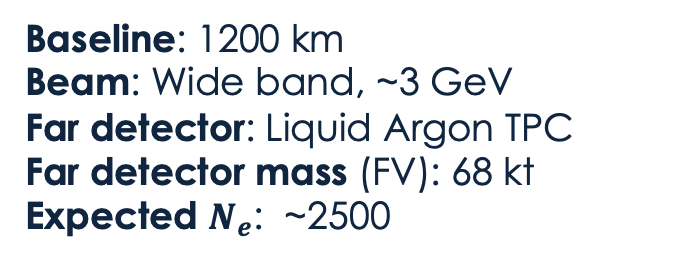 Baseline: 1200 km
Beam: Wide band, ~3 GeV
Far detector: Liquid Argon TPC
Far detector mass (FV): 68 kt
Expected Nₑ: ~2500